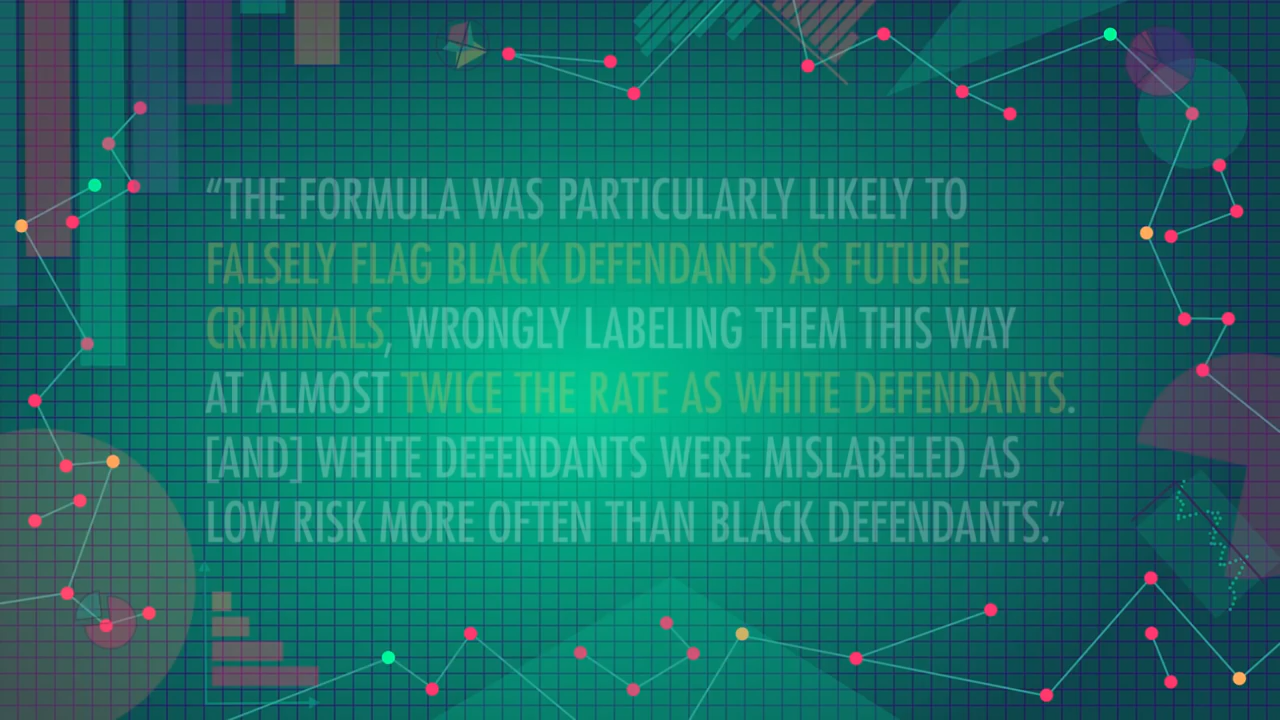 “THE FORMULA WAS PARTICULARLY LIKELY TO
FALSELY FLAG BLACK DEFENDANTS AS FUTURE
CRIMINALS, WRONGLY LABELING THEM THIS WAY
AT ALMOST TWICE THE RATE AS WHITE DEFENDANTS.
[AND] WHITE DEFENDANTS WERE MISLABELED AS
LOW RISK MORE OFTEN THAN BLACK DEFENDANTS.”